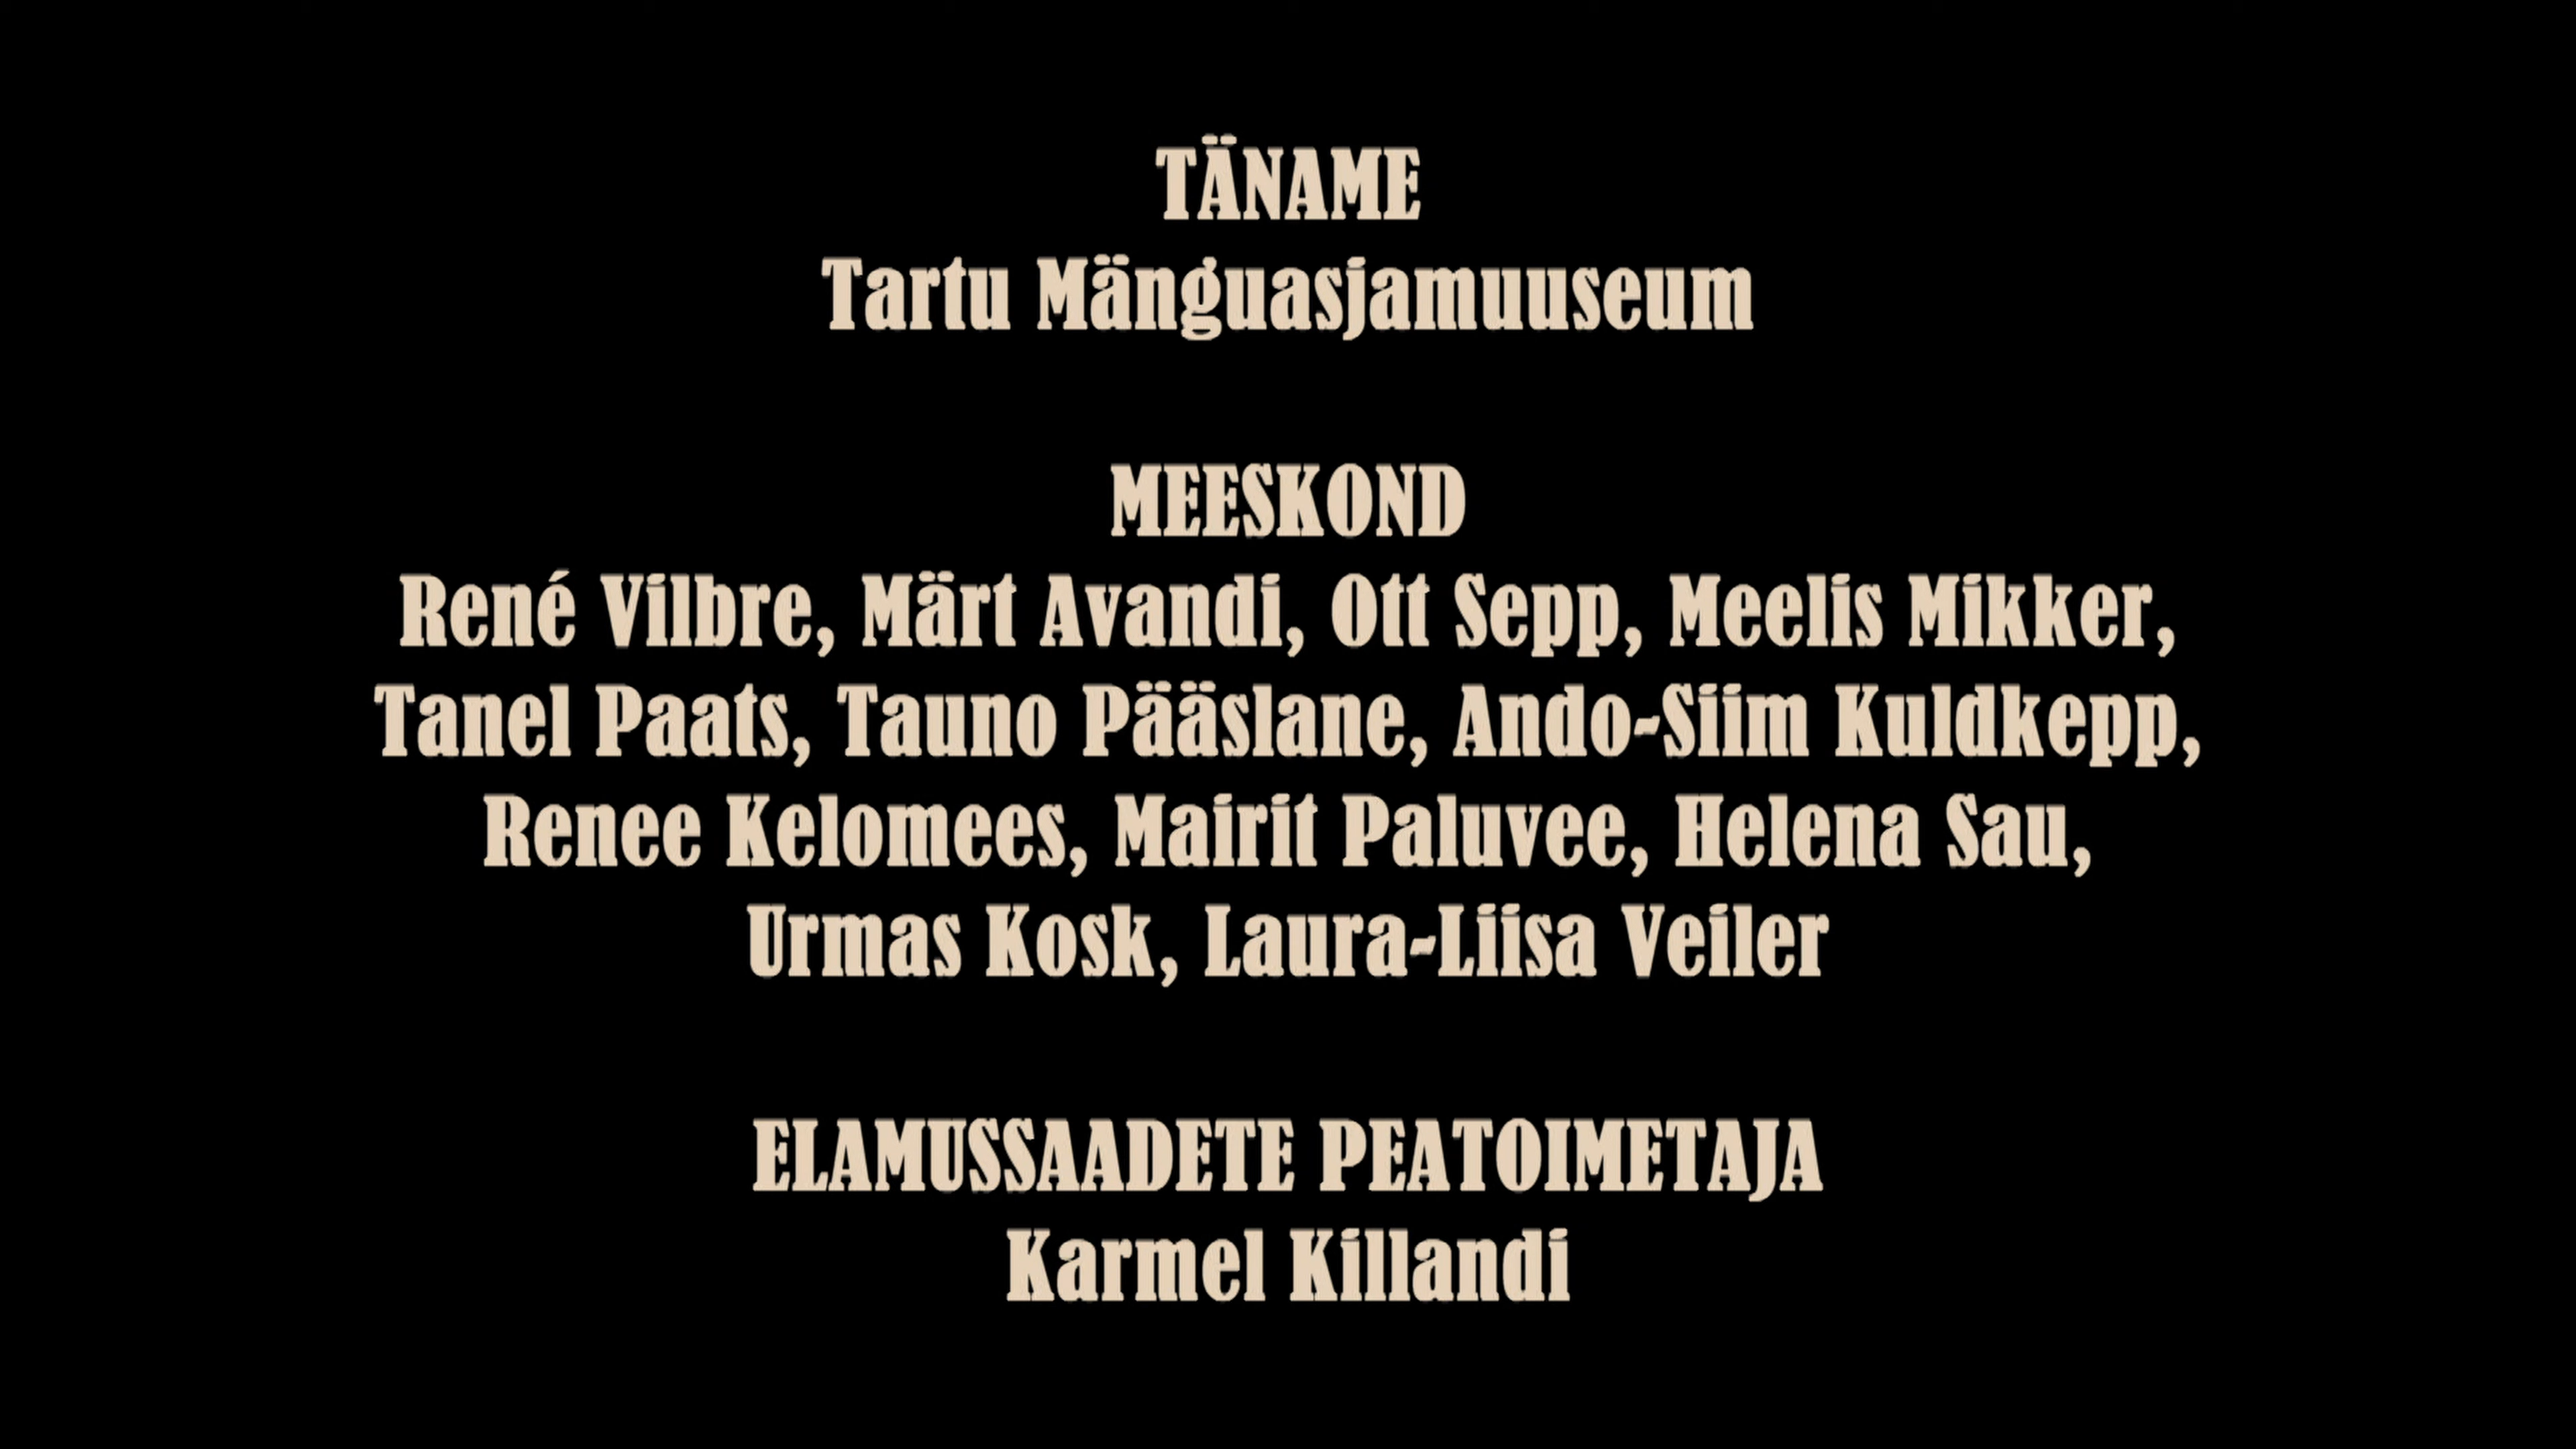 TÄNAME
Tartu Mänguasjamuuseum
MEESKOND
René Vilbre, Märt Avandi, Ott Sepp, Meelis Mikker,
Tanel Paats, Tauno Pääslane, Ando-Siim Kuldkepp,
Renee Kelomees, Mairit Paluvee, Helena Sau,
Urmas Kosk, Laura-Liisa Veiler
ELAMUSSAADETE PEATOIMETAJA
Karmel Killandi